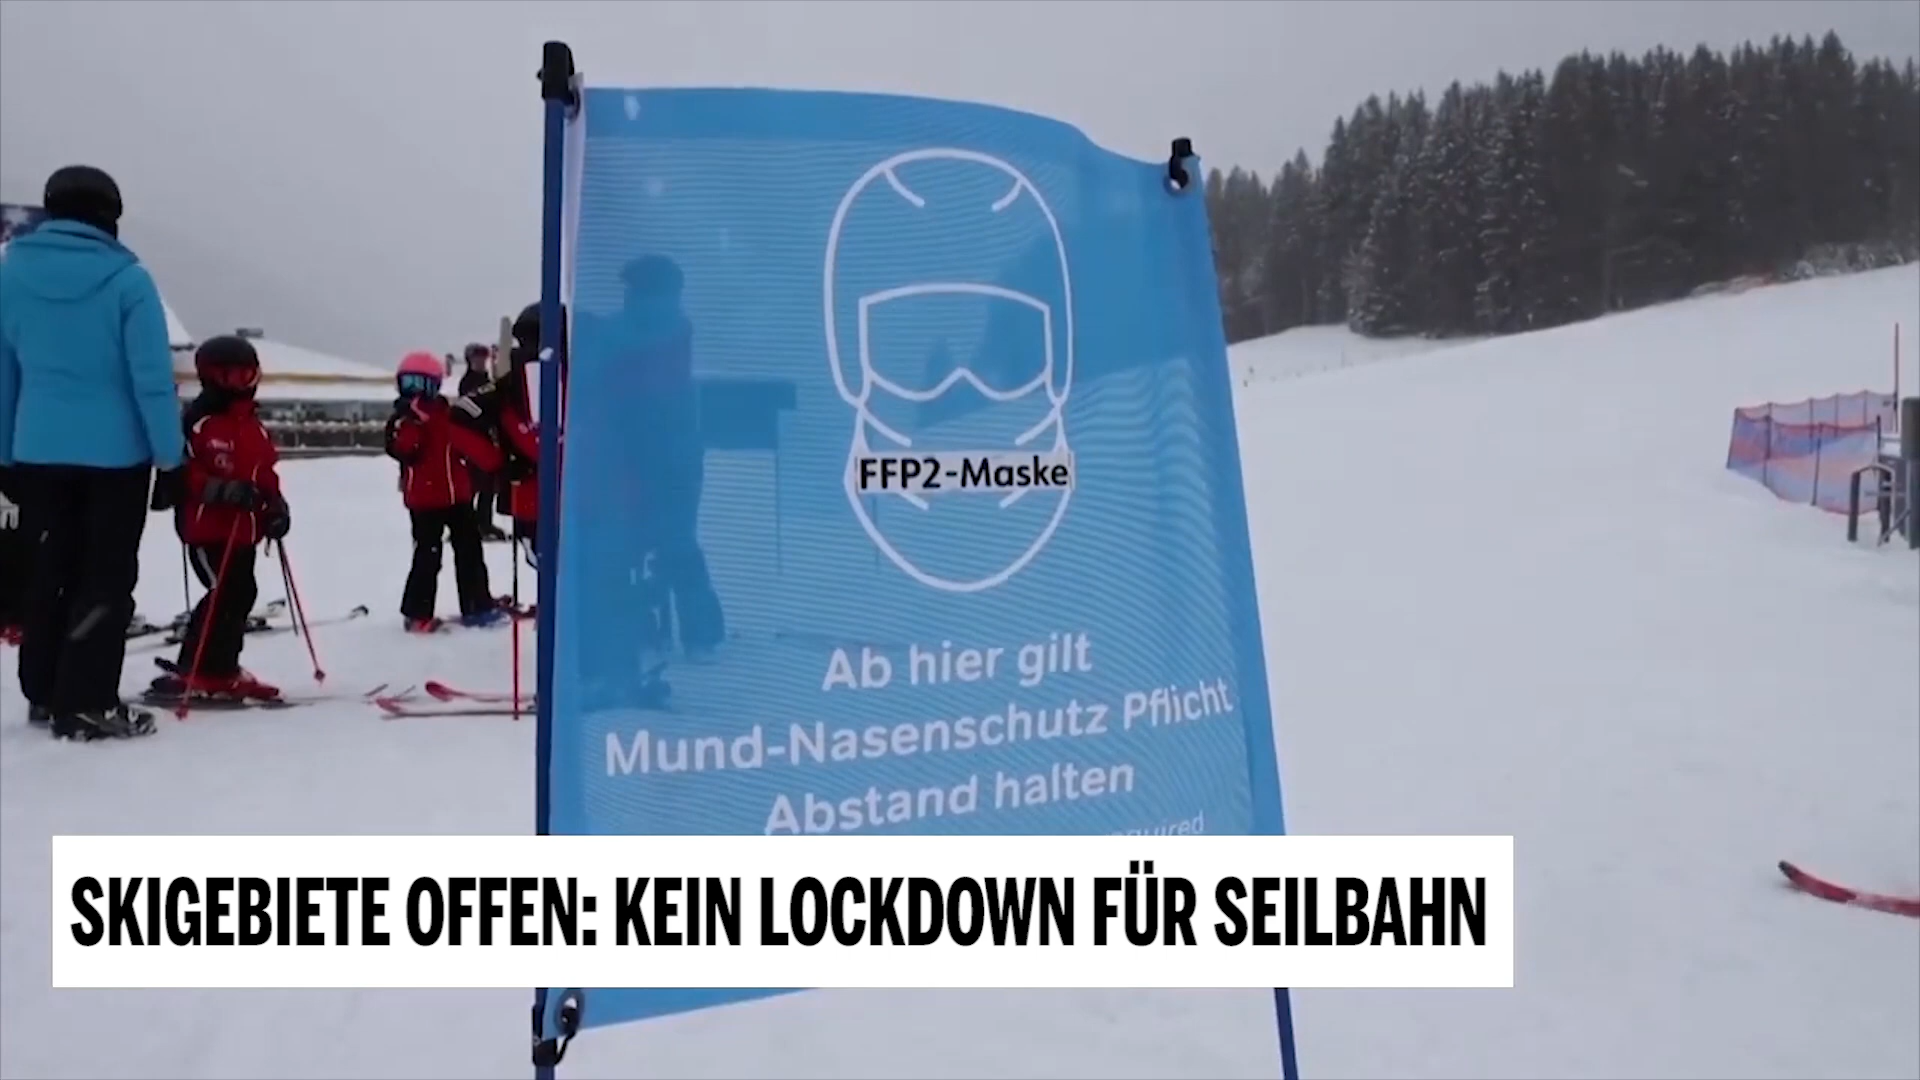 FFP2-Maske
Ab hier gilt
Mund-Nasenschutz Pflicht
Abstand halten
SKIGEBIETE OFFEN: KEIN LOCKDOWN FÜR SEILBAHN